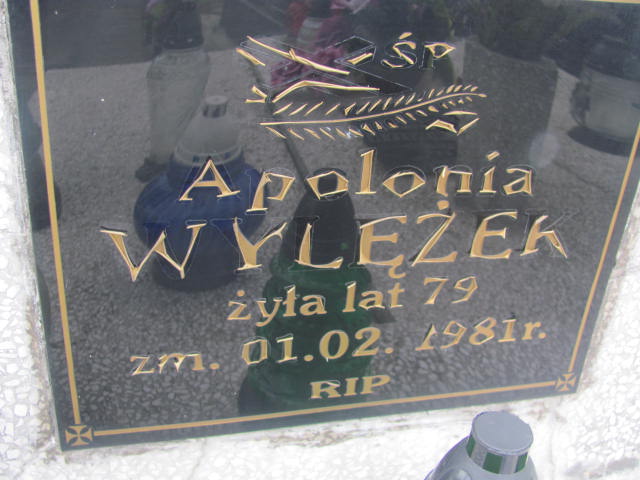 ŚP
Apolonia
WYLĘŻEK
żyła lat 79
zm. 01.02. 1981r.
RIP